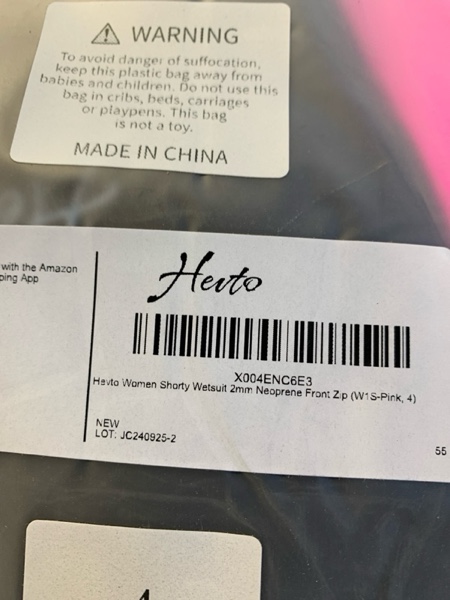 ⚠ WARNING
To avoid danger of suffocation,
keep this plastic bag away from
babies and children. Do not use this
bag in cribs, beds, carriages
or playpens. This bag
is not a toy.
MADE IN CHINA
with the Amazon
ping App
Hevto
X004ENC6E3
Hevto Women Shorty Wetsuit 2mm Neoprene Front Zip (W1S-Pink, 4)
NEW
LOT: JC240925-2
55